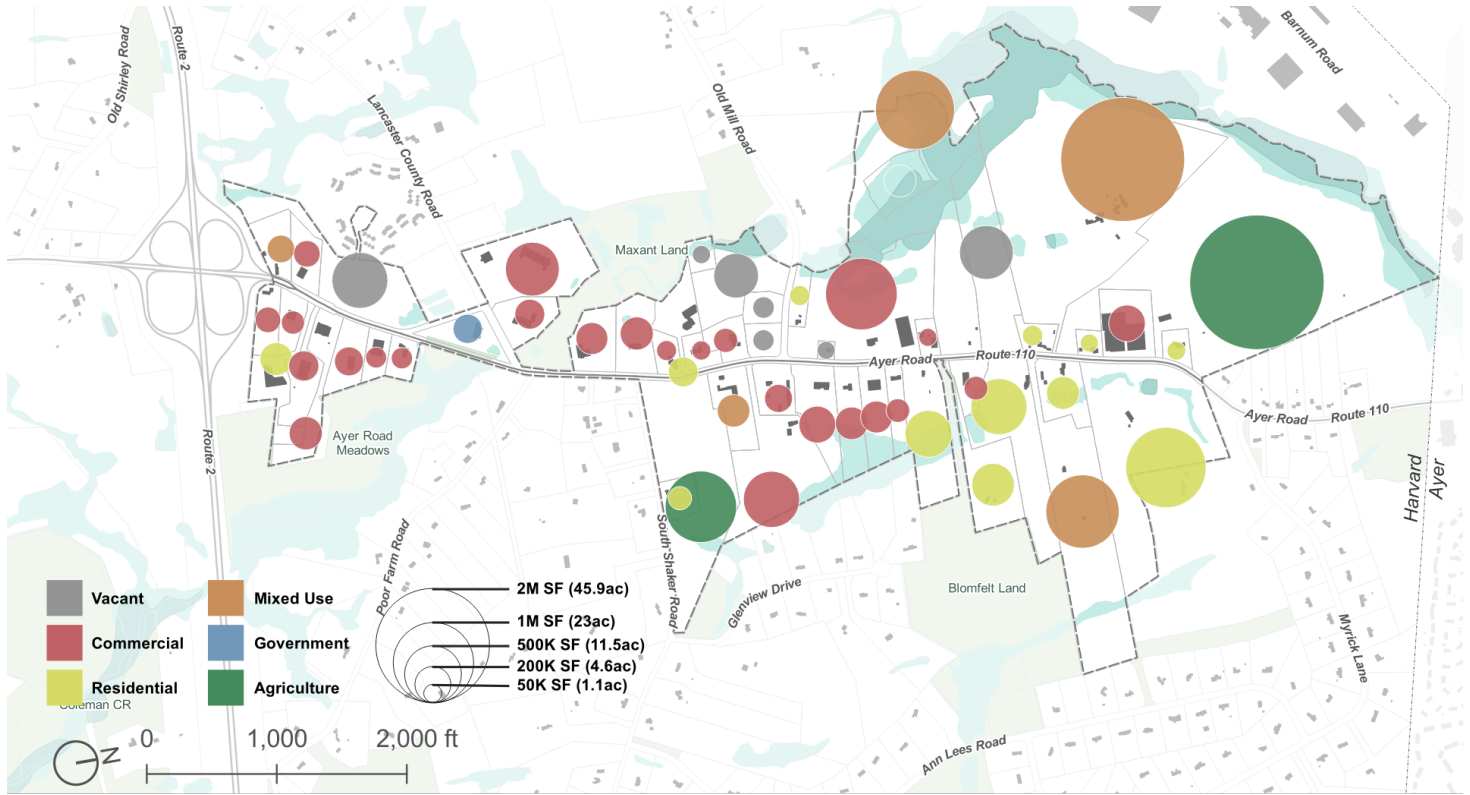 Old Shirley Road
Route 2
Barnum Road
Lancaster County Road
Old Mill Road
Maxant Land
Ayer Road
Route 110
Ayer Road
Route 110
Ayer Road
Meadows
Route 2
Harvard
Ayer
South Shaker Road
Poor Farm Road
Glenview Drive
Blomfelt Land
Myrick Lane
Ann Lees Road
Vacant
Mixed Use
Commercial
Government
Residential
Agriculture
2M SF (45.9ac)
1M SF (23ac)
500K SF (11.5ac)
200K SF (4.6ac)
50K SF (1.1ac)
Coleman CR
0
1,000
2,000 ft
N